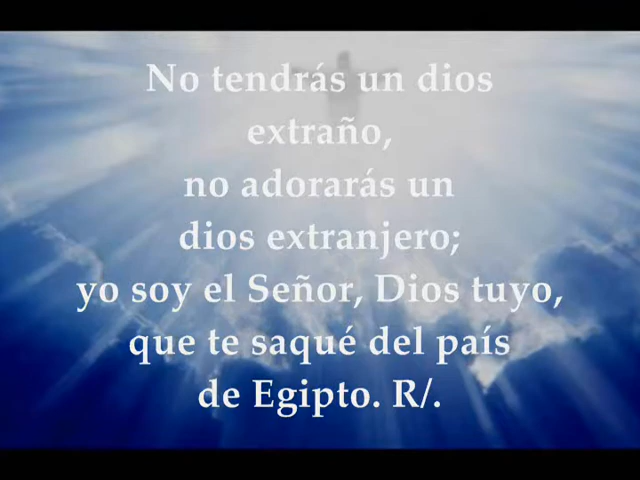 No tendrás un dios
extraño,
no adorarás un
dios extranjero;
yo soy el Señor, Dios tuyo,
que te saqué del país
de Egipto. R/.